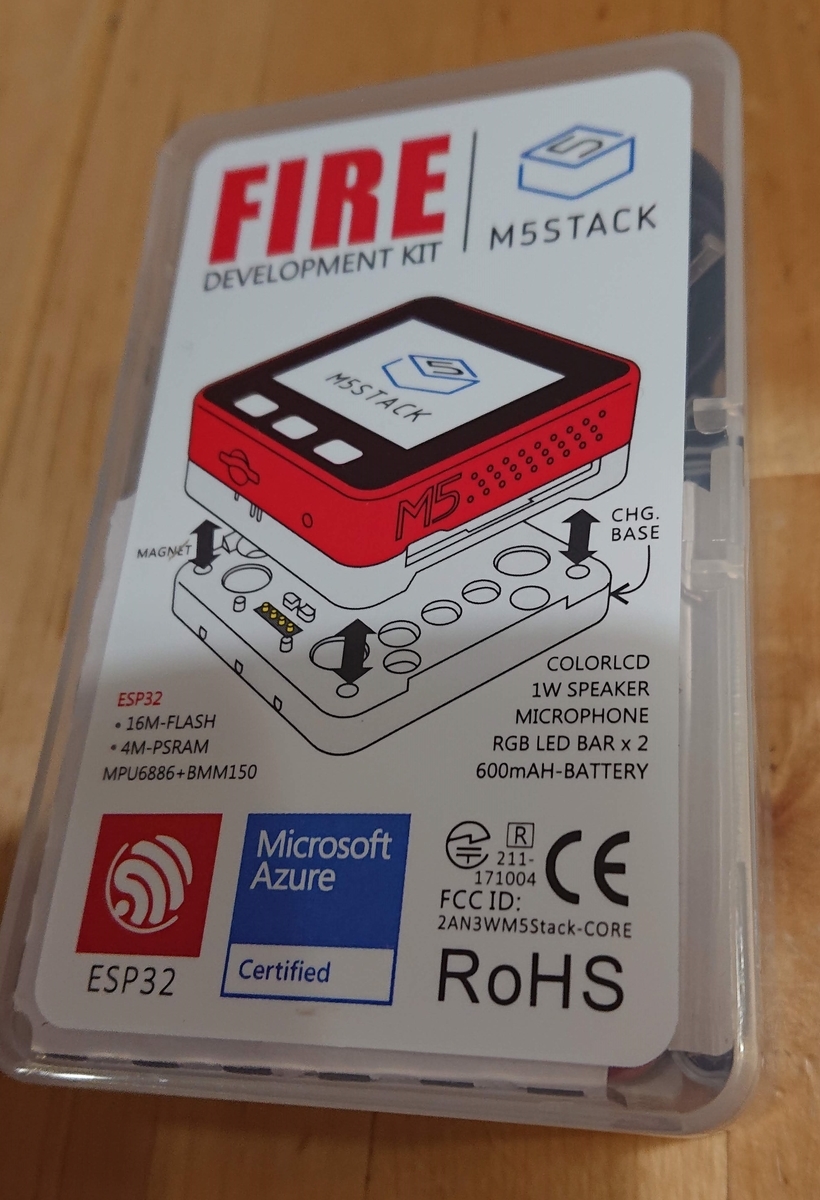 FIRE
DEVELOPMENT KIT
5
M5STACK
5
M5STACK
M5
MAGNET
CHG.
BASE
ESP32
• 16M-FLASH
• 4M-PSRAM
MPU6886+BMM150
COLORLCD
1W SPEAKER
MICROPHONE
RGB LED BAR x 2
600mAH-BATTERY
ESP32
Microsoft
Azure
Certified
R
211-
171004
CE
FCC ID:
2AN3WM5Stack-CORE
RoHS